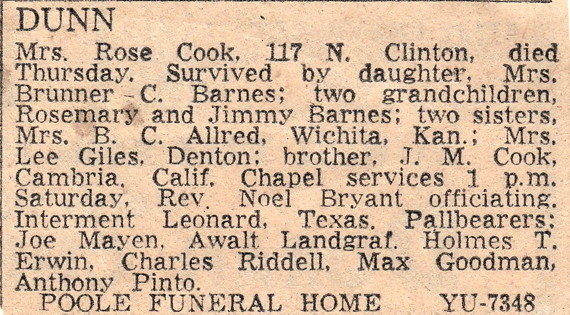 DUNN
Mrs. Rose Cook, 117 N. Clinton, died
Thursday. Survived by daughter, Mrs.
Brunner C. Barnes; two grandchildren,
Rosemary and Jimmy Barnes; two sisters,
Mrs. B. C. Allred, Wichita, Kan.; Mrs.
Lee Giles, Denton; brother, J. M. Cook,
Cambria, Calif. Chapel services 1 p.m.
Saturday, Rev. Noel Bryant officiating.
Interment Leonard, Texas. Pallbearers:
Joe Mayen, Awalt Landgraf, Holmes T.
Erwin, Charles Riddell, Max Goodman,
Anthony Pinto.
POOLE FUNERAL HOME YU-7348